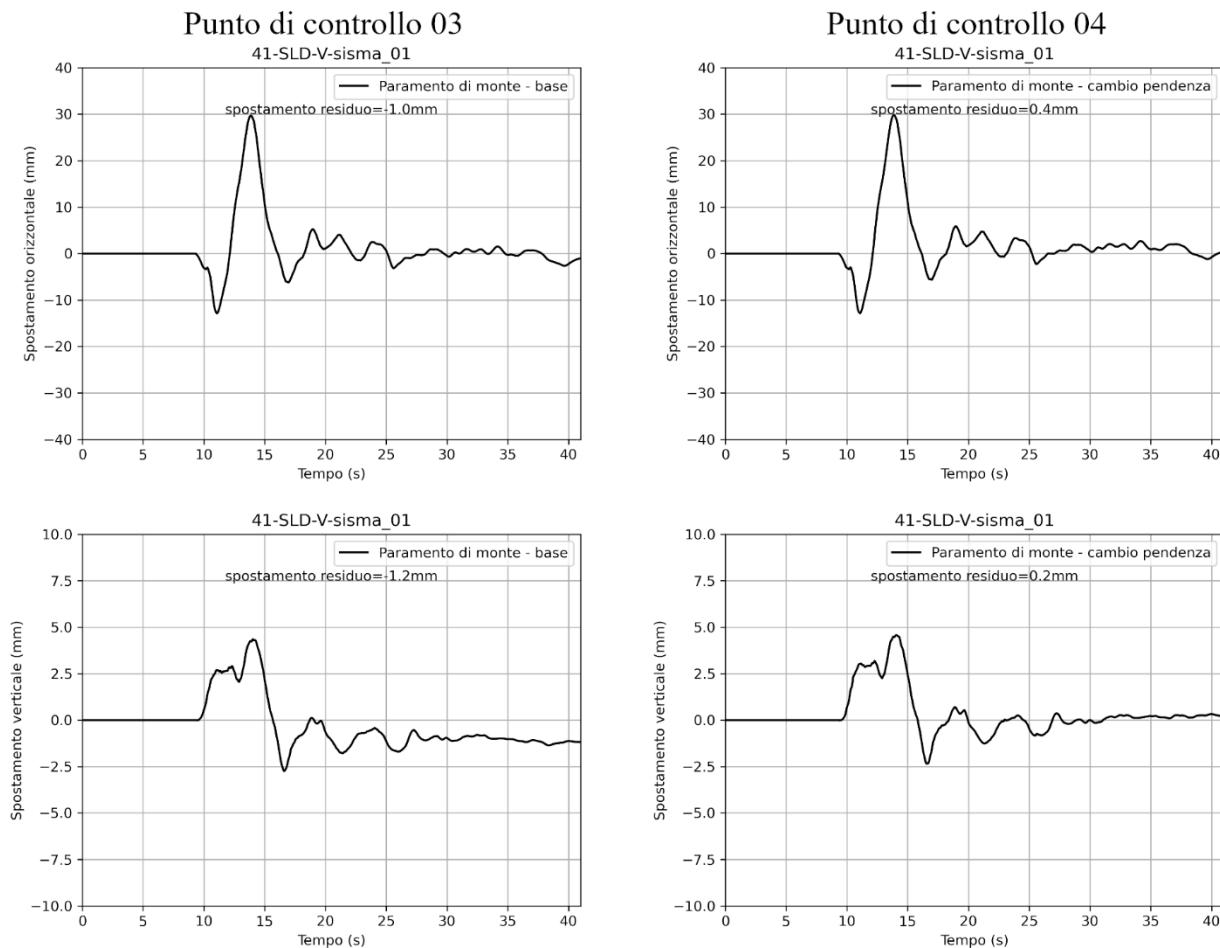 Punto di controllo 03
41-SLD-V-sisma_01
40
30
20
10
0
−10
−20
−30
−40
Spostamento orizzontale (mm)
Paramento di monte - base
spostamento residuo=-1.0mm
0 5 10 15 20 25 30 35 40
Tempo (s)
Punto di controllo 04
41-SLD-V-sisma_01
40
30
20
10
0
−10
−20
−30
−40
Spostamento orizzontale (mm)
Paramento di monte - cambio pendenza
spostamento residuo=0.4mm
0 5 10 15 20 25 30 35 40
Tempo (s)
41-SLD-V-sisma_01
10.0
7.5
5.0
2.5
0.0
−2.5
−5.0
−7.5
−10.0
Spostamento verticale (mm)
Paramento di monte - base
spostamento residuo=-1.2mm
0 5 10 15 20 25 30 35 40
Tempo (s)
41-SLD-V-sisma_01
10.0
7.5
5.0
2.5
0.0
−2.5
−5.0
−7.5
−10.0
Spostamento verticale (mm)
Paramento di monte - cambio pendenza
spostamento residuo=0.2mm
0 5 10 15 20 25 30 35 40
Tempo (s)